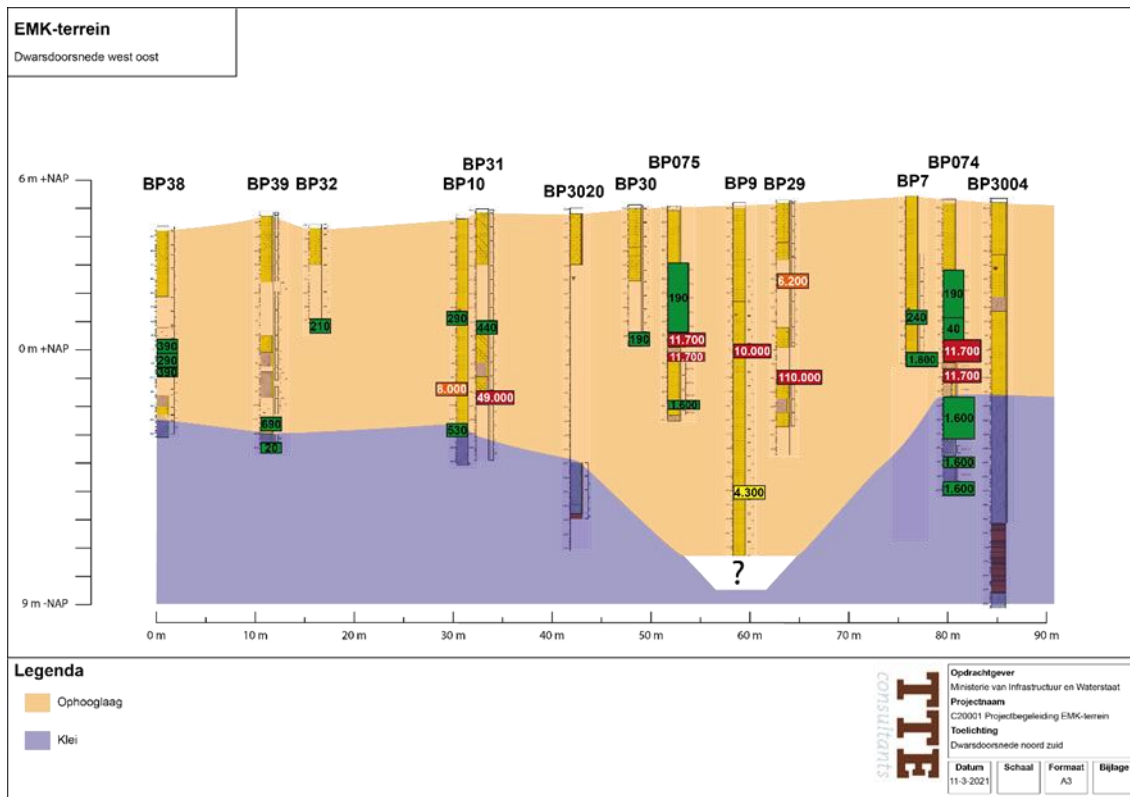 EMK-terrein
Dwarsdoorsnede west oost
BP31
BP075
BP074
BP38
BP39
BP32
BP10
BP3020
BP30
BP9
BP29
BP7
BP3004
6 m +NAP
0 m +NAP
9 m -NAP
390
290
390
690
20
210
290
8.000
530
440
49.000
190
190
11.700
11.700
1.600
10.000
4.300
6.200
110.000
240
1.800
190
40
11.700
11.700
1.600
1.600
1.600
?
0 m 10 m 20 m 30 m 40 m 50 m 60 m 70 m 80 m 90 m
Legenda
Ophooglaag
Klei
TTE
consultants
Opdrachtgever
Ministerie van Infrastructuur en Waterstaat
Projectnaam
C20001 Projectbegeleiding EMK-terrein
Toelichting
Dwarsdoorsnede noord zuid
Datum Schaal Formaat Bijlage
11-3-2021 A3